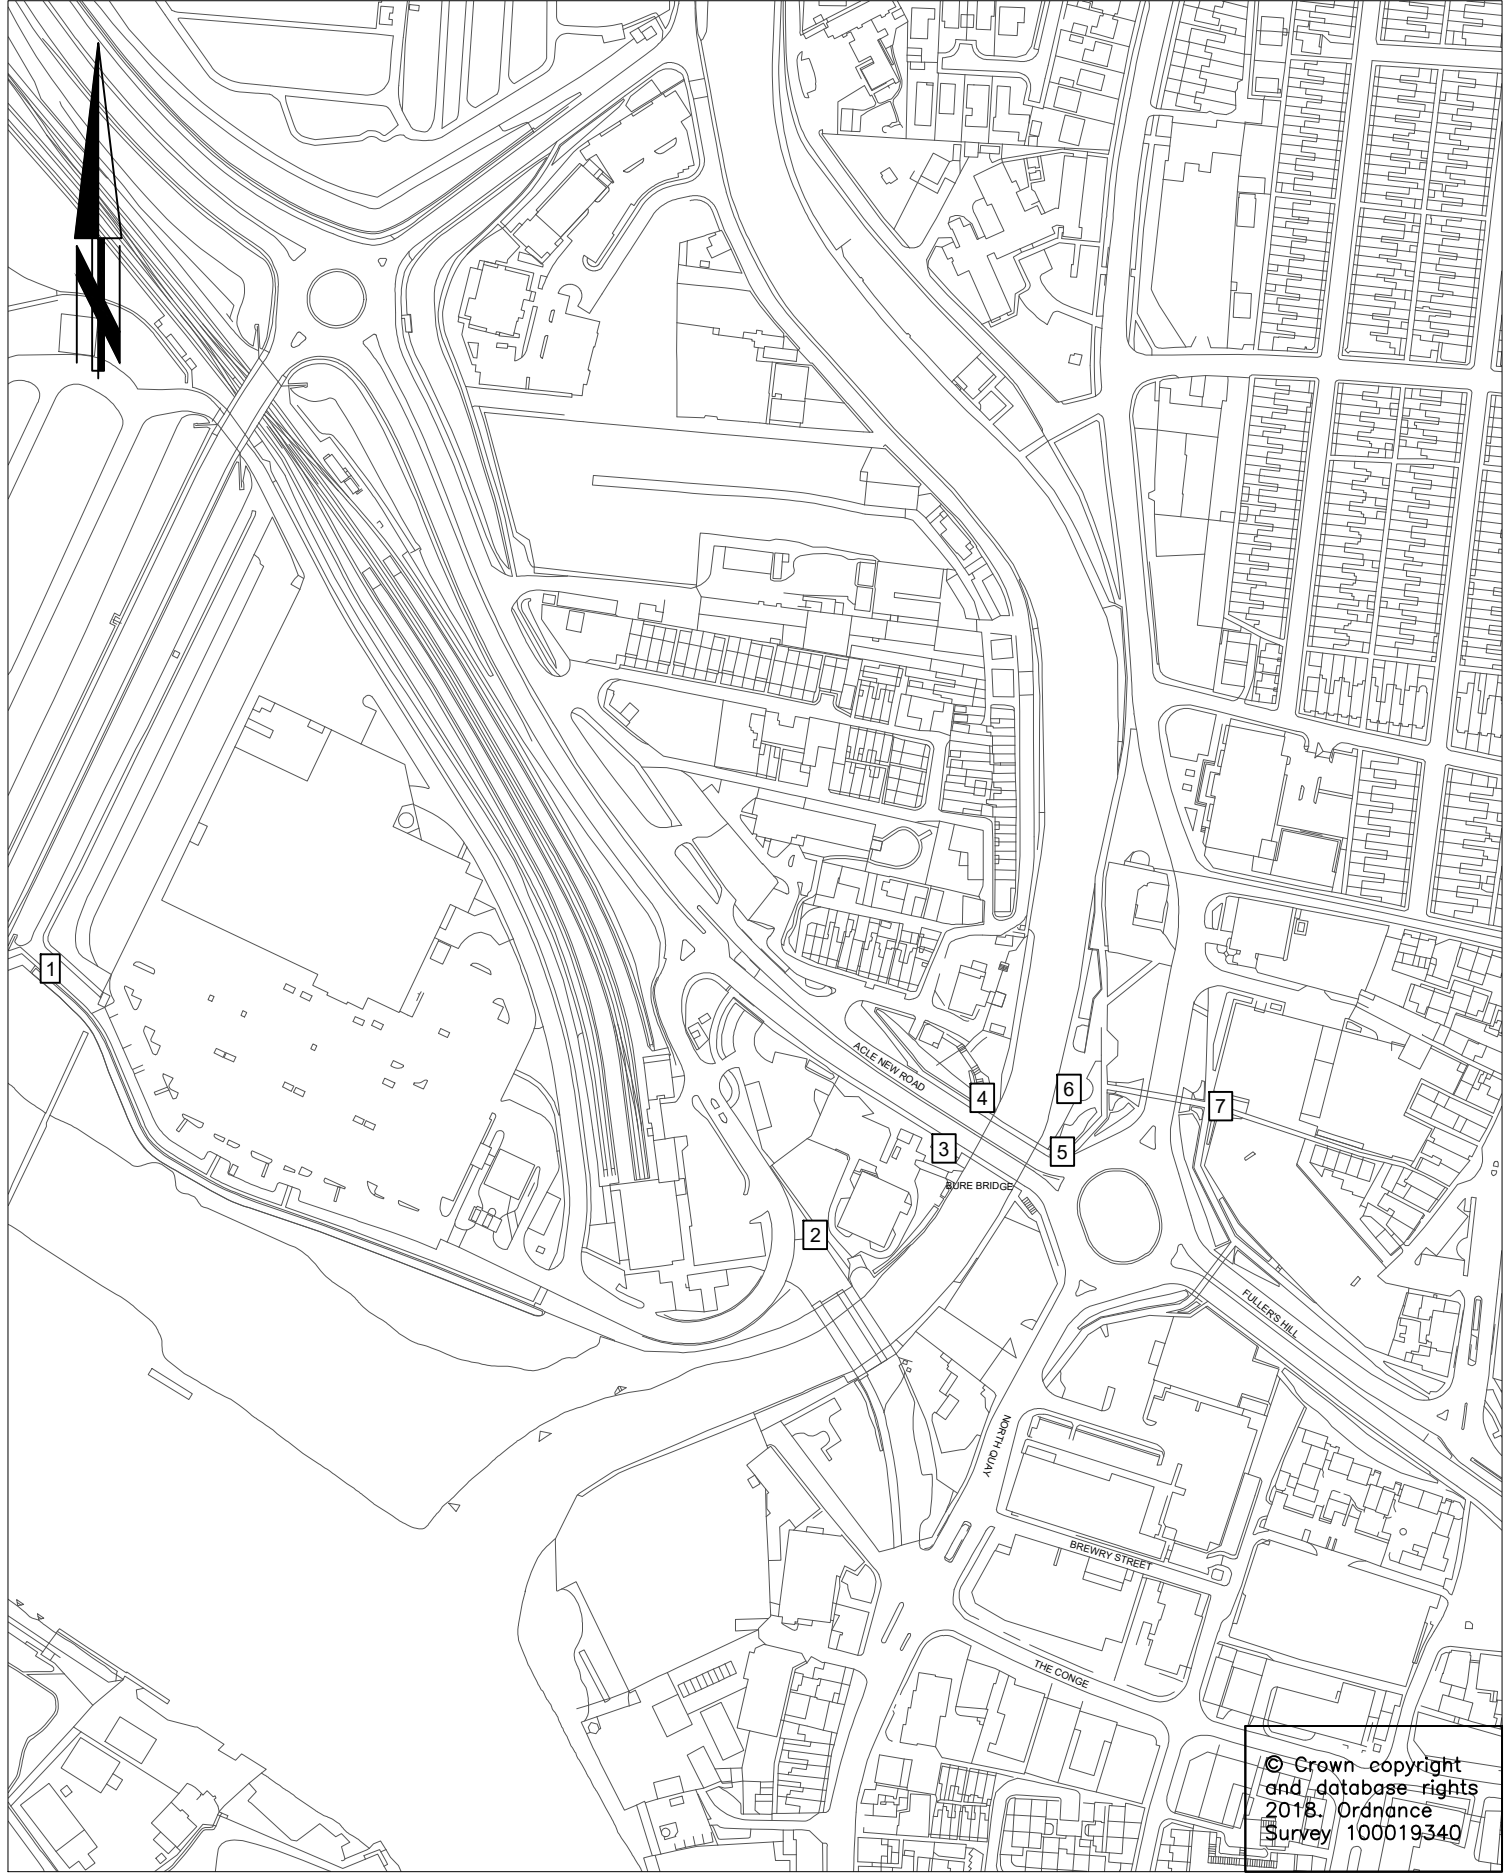 N
1
ACLE NEW ROAD
4
6
7
3
5
BURE BRIDGE
2
FULLER'S HILL
NORTH QUAY
BREWRY STREET
THE CONGE
© Crown copyright
and database rights
2018. Ordnance
Survey 100019340